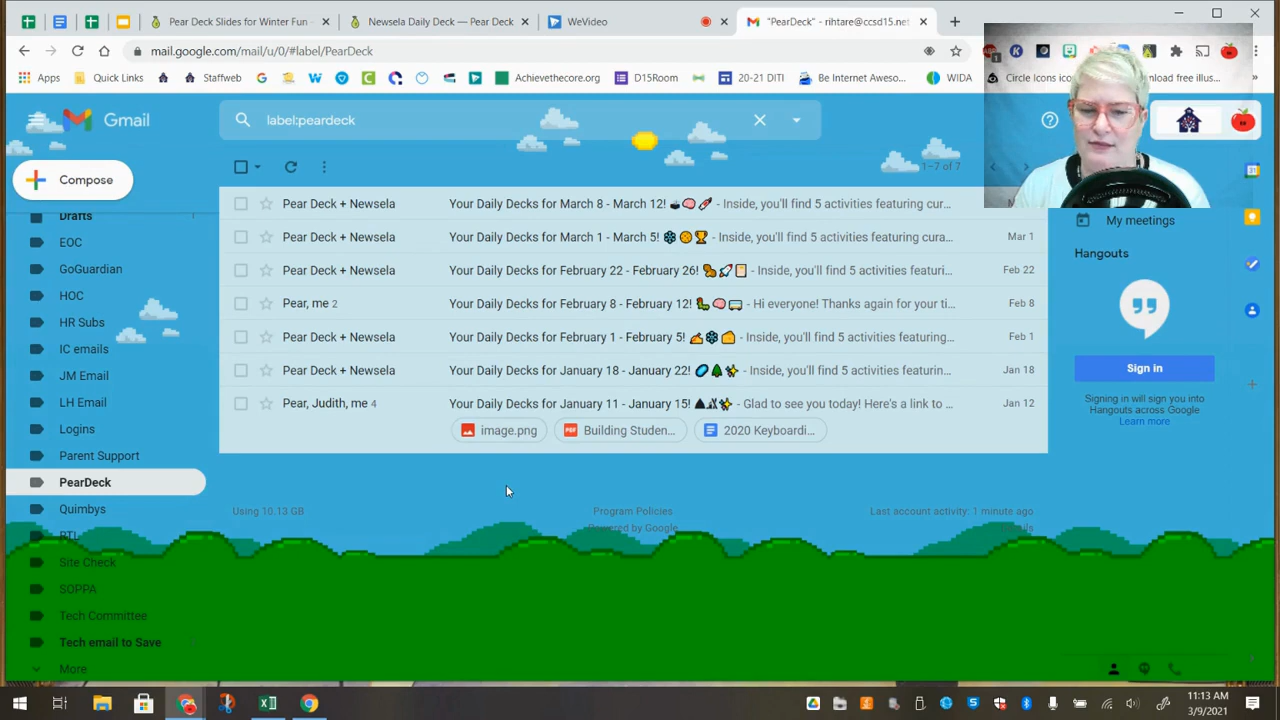 Pear Deck Slides for Winter Fun -
Newsela Daily Deck — Pear Deck
WeVideo
"PearDeck" - rihtare@ccsd15.net
mail.google.com/mail/u/0/#label/PearDeck
Apps
Quick Links
Staffweb
Achievethecore.org
D15Room
20-21 DITI
Be Internet Aweso...
WIDA
Circle Icons ic
nload free illus...
Gmail
label:peardeck
1–7 of 7
Compose
Drafts
EOC
GoGuardian
HOC
HR Subs
IC emails
JM Email
LH Email
Logins
Parent Support
PearDeck
Quimbys
RTL
Site Check
SOPPA
Tech Committee
Tech email to Save
More
Pear Deck + Newsela Your Daily Decks for March 8 - March 12! - Inside, you'll find 5 activities featuring cur...
Pear Deck + Newsela Your Daily Decks for March 1 - March 5! - Inside, you'll find 5 activities featuring cura... Mar 1
Pear Deck + Newsela Your Daily Decks for February 22 - February 26! - Inside, you'll find 5 activities featuri... Feb 22
Pear, me 2 Your Daily Decks for February 8 - February 12! - Hi everyone! Thanks again for your ti... Feb 8
Pear Deck + Newsela Your Daily Decks for February 1 - February 5! - Inside, you'll find 5 activities featuring... Feb 1
Pear Deck + Newsela Your Daily Decks for January 18 - January 22! - Inside, you'll find 5 activities featurin... Jan 18
Pear, Judith, me 4 Your Daily Decks for January 11 - January 15! - Glad to see you today! Here's a link to ... Jan 12
image.png
Building Studen...
2020 Keyboardi...
Using 10.13 GB
Program Policies
Powered by Google
Last account activity: 1 minute ago
Details
My meetings
Hangouts
Sign in
Signing in will sign you into
Hangouts across Google
Learn more
11:13 AM
3/9/2021